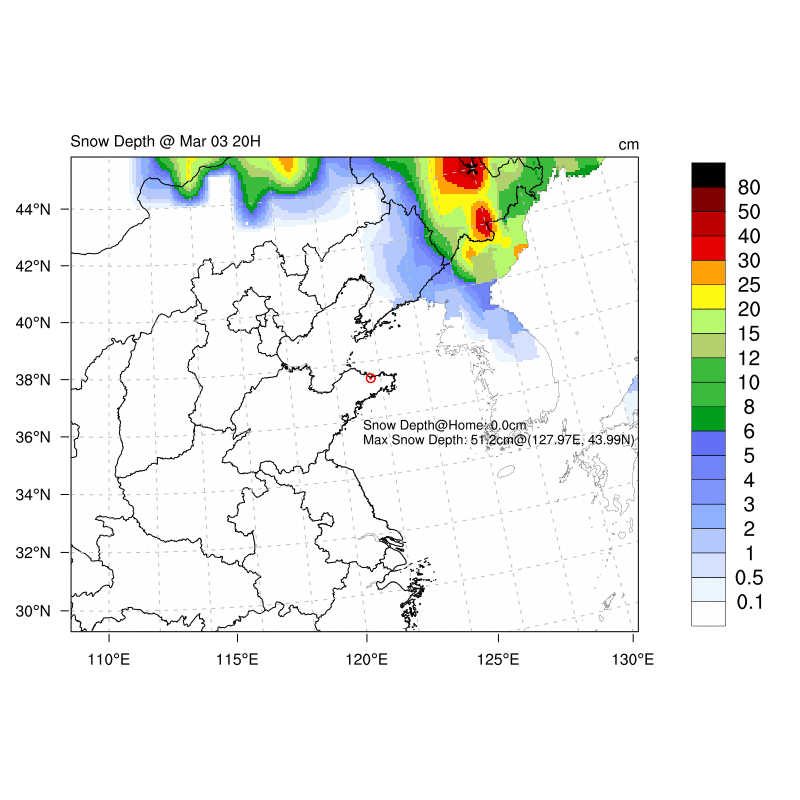 Snow Depth @ Mar 03 20H
cm
44°N
42°N
40°N
38°N
36°N
34°N
32°N
30°N
110°E
115°E
120°E
125°E
130°E
Snow Depth@Home: 0.0cm
Max Snow Depth: 51.2cm@(127.97E, 43.99N)
80
50
40
30
25
20
15
12
10
8
6
5
4
3
2
1
0.5
0.1